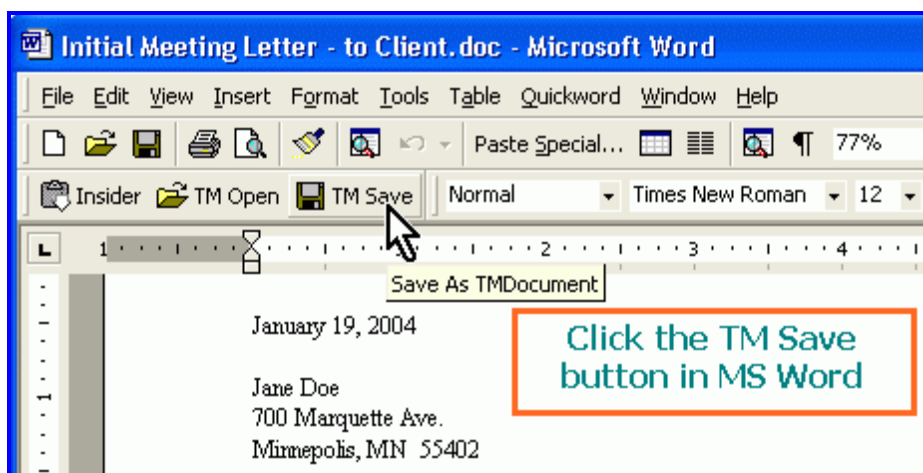 Initial Meeting Letter - to Client.doc - Microsoft Word
File Edit View Insert Format Tools Table Quickword Window Help
Paste Special... 77%
Insider TM Open TM Save Normal Times New Roman 12
L 1 2 3 4
Save As TMDocument
January 19, 2004
Click the TM Save
button in MS Word
Jane Doe
700 Marquette Ave.
Minnepolis, MN 55402